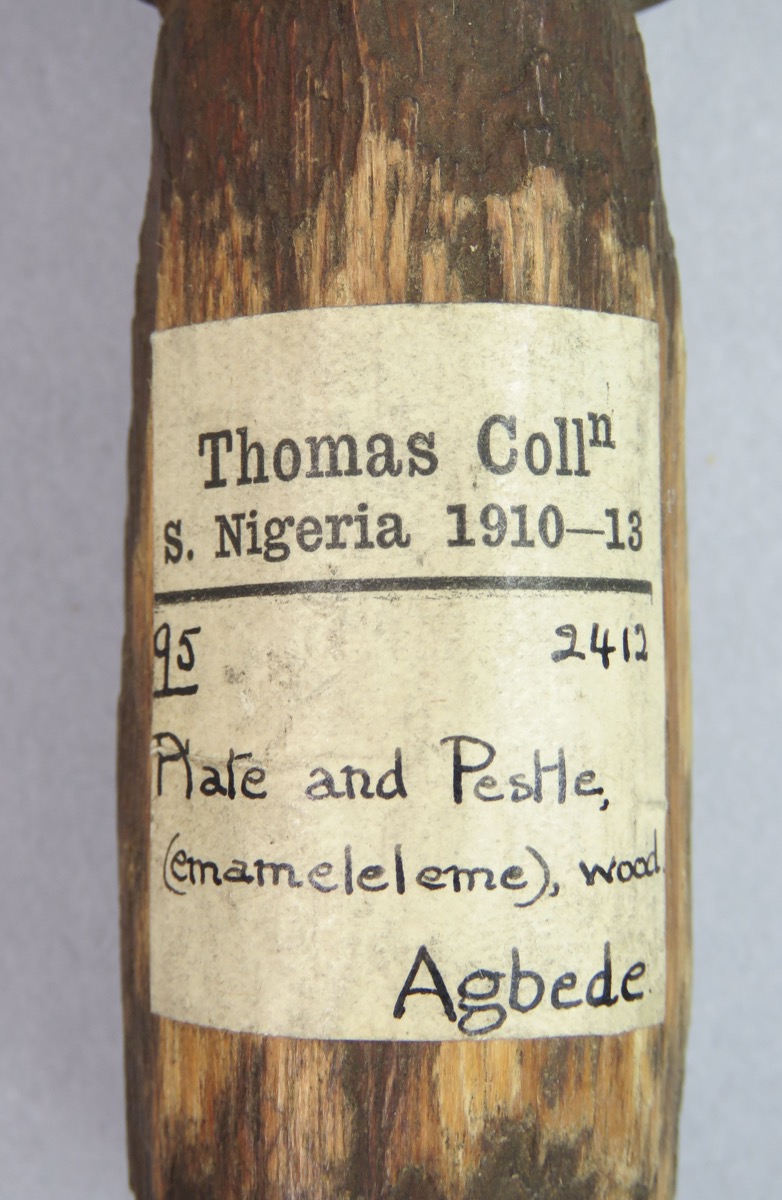 Thomas Collⁿ
S. Nigeria 1910—13
95 2412
Plate and Pestle,
(emameleleme), wood.
Agbede.